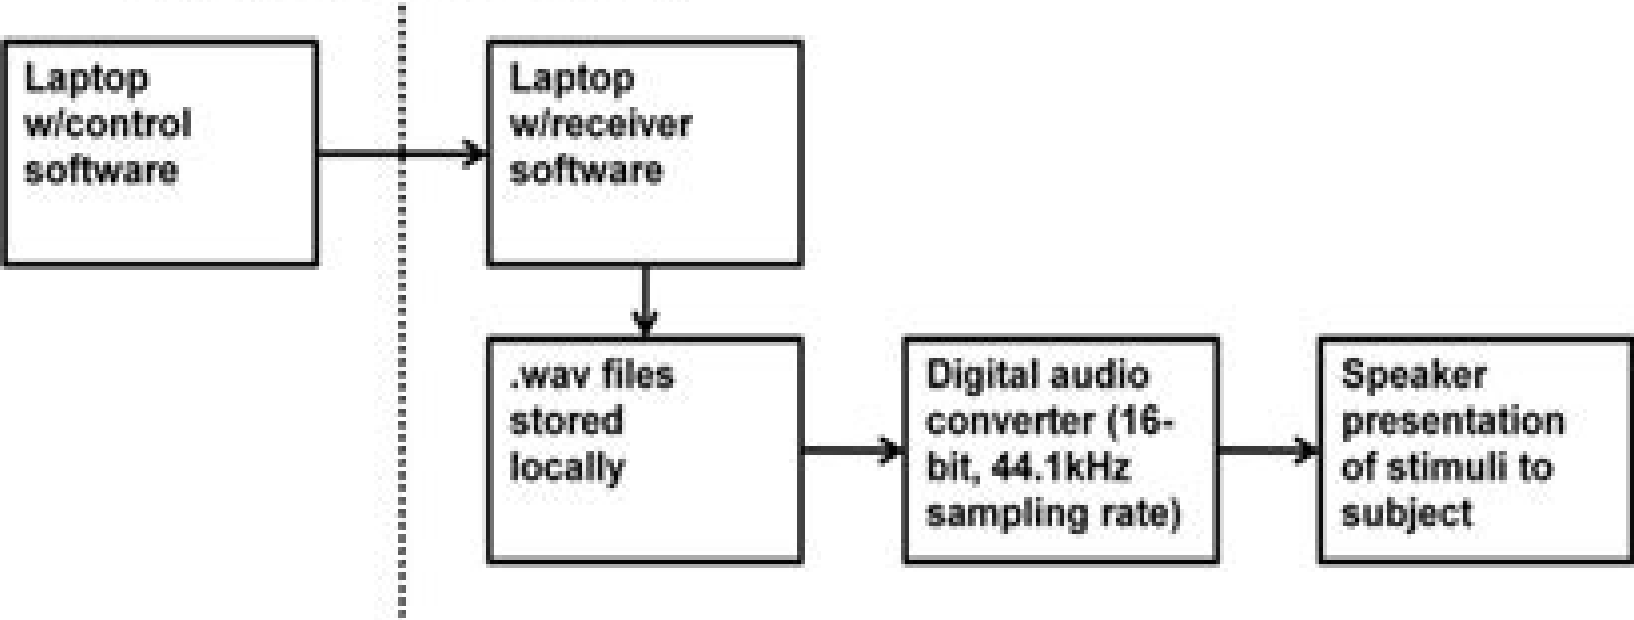 Laptop
w/control
software
Laptop
w/receiver
software
.wav files
stored
locally
Digital audio
converter (16-
bit, 44.1kHz
sampling rate)
Speaker
presentation
of stimuli to
subject